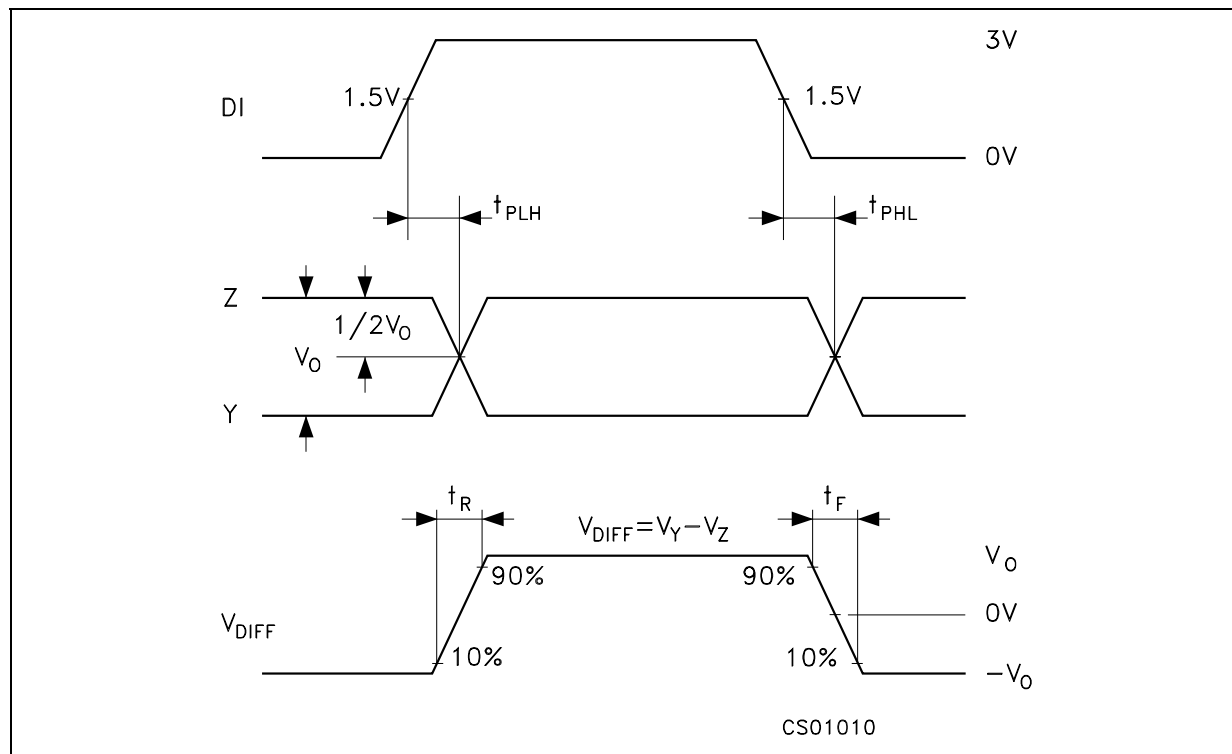 3V
1.5V
1.5V
DI
0V
tPLH
tPHL
Z
1/2VO
VO
Y
tR
tF
VDIFF=VY-VZ
VO
90%
90%
0V
VDIFF
10%
10%
-VO
CS01010